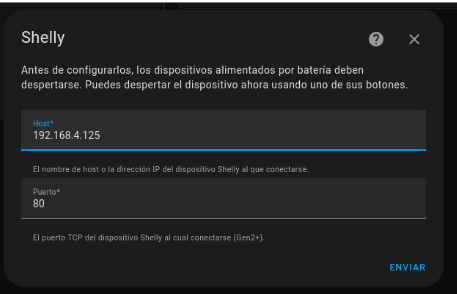 Shelly
Antes de configurarlos, los dispositivos alimentados por batería deben
despertarse. Puedes despertar el dispositivo ahora usando uno de sus botones.
Host*
192.168.4.125
El nombre de host o la dirección IP del dispositivo Shelly al que conectarse.
Puerto*
80
El puerto TCP del dispositivo Shelly al cual conectarse (Gen2+).
ENVIAR